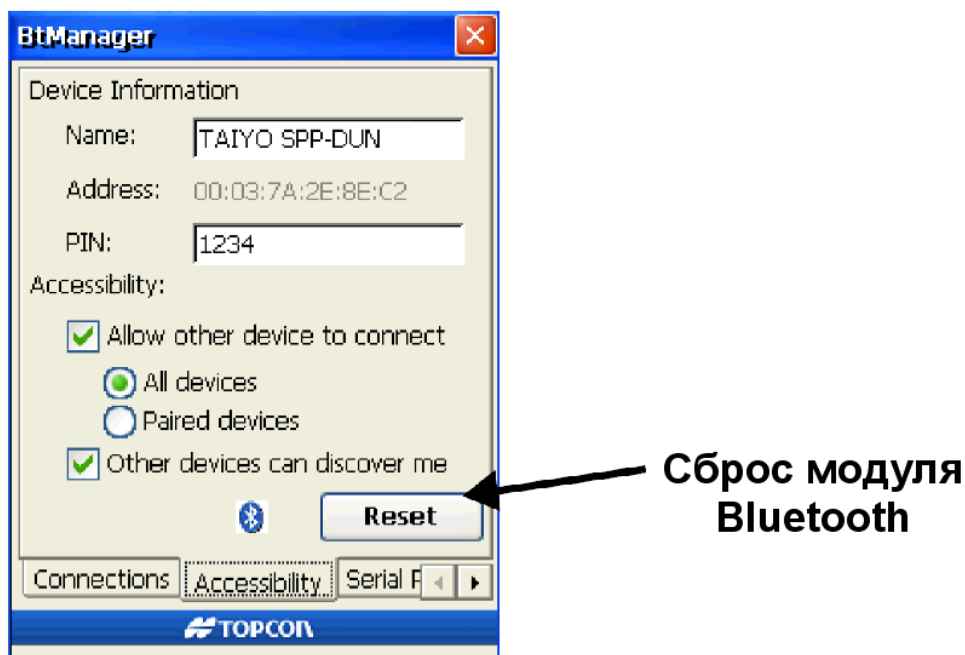 BtManager
Device Information
Name: TAIYO SPP-DUN
Address: 00:03:7A:2E:8E:C2
PIN: 1234
Accessibility:
Allow other device to connect
All devices
Paired devices
Other devices can discover me
Reset
Сброс модуля
Bluetooth
Connections Accessibility Serial
TOPCON